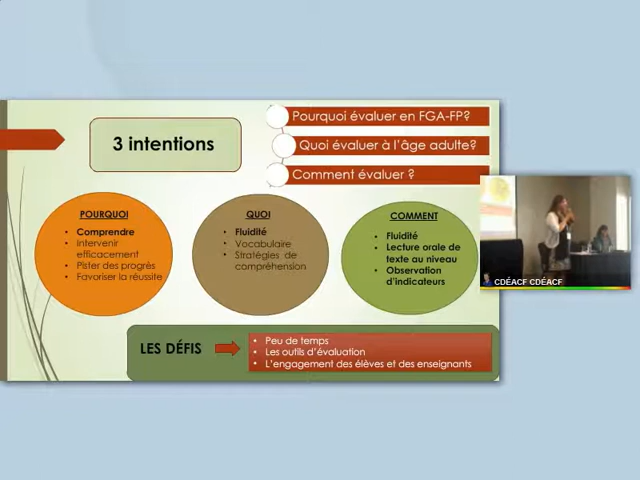 3 intentions
Pourquoi évaluer en FGA-FP?
Quoi évaluer à l'âge adulte?
Comment évaluer ?
POURQUOI
• Comprendre
• Intervenir
efficacement
• Pister des progrès
• Favoriser la réussite
QUOI
• Fluidité
• Vocabulaire
• Stratégies de
compréhension
COMMENT
• Fluidité
• Lecture orale de
texte au niveau
• Observation
d'indicateurs
LES DÉFIS
• Peu de temps
• Les outils d'évaluation
• L'engagement des élèves et des enseignants
CDÉACF CDÉACF